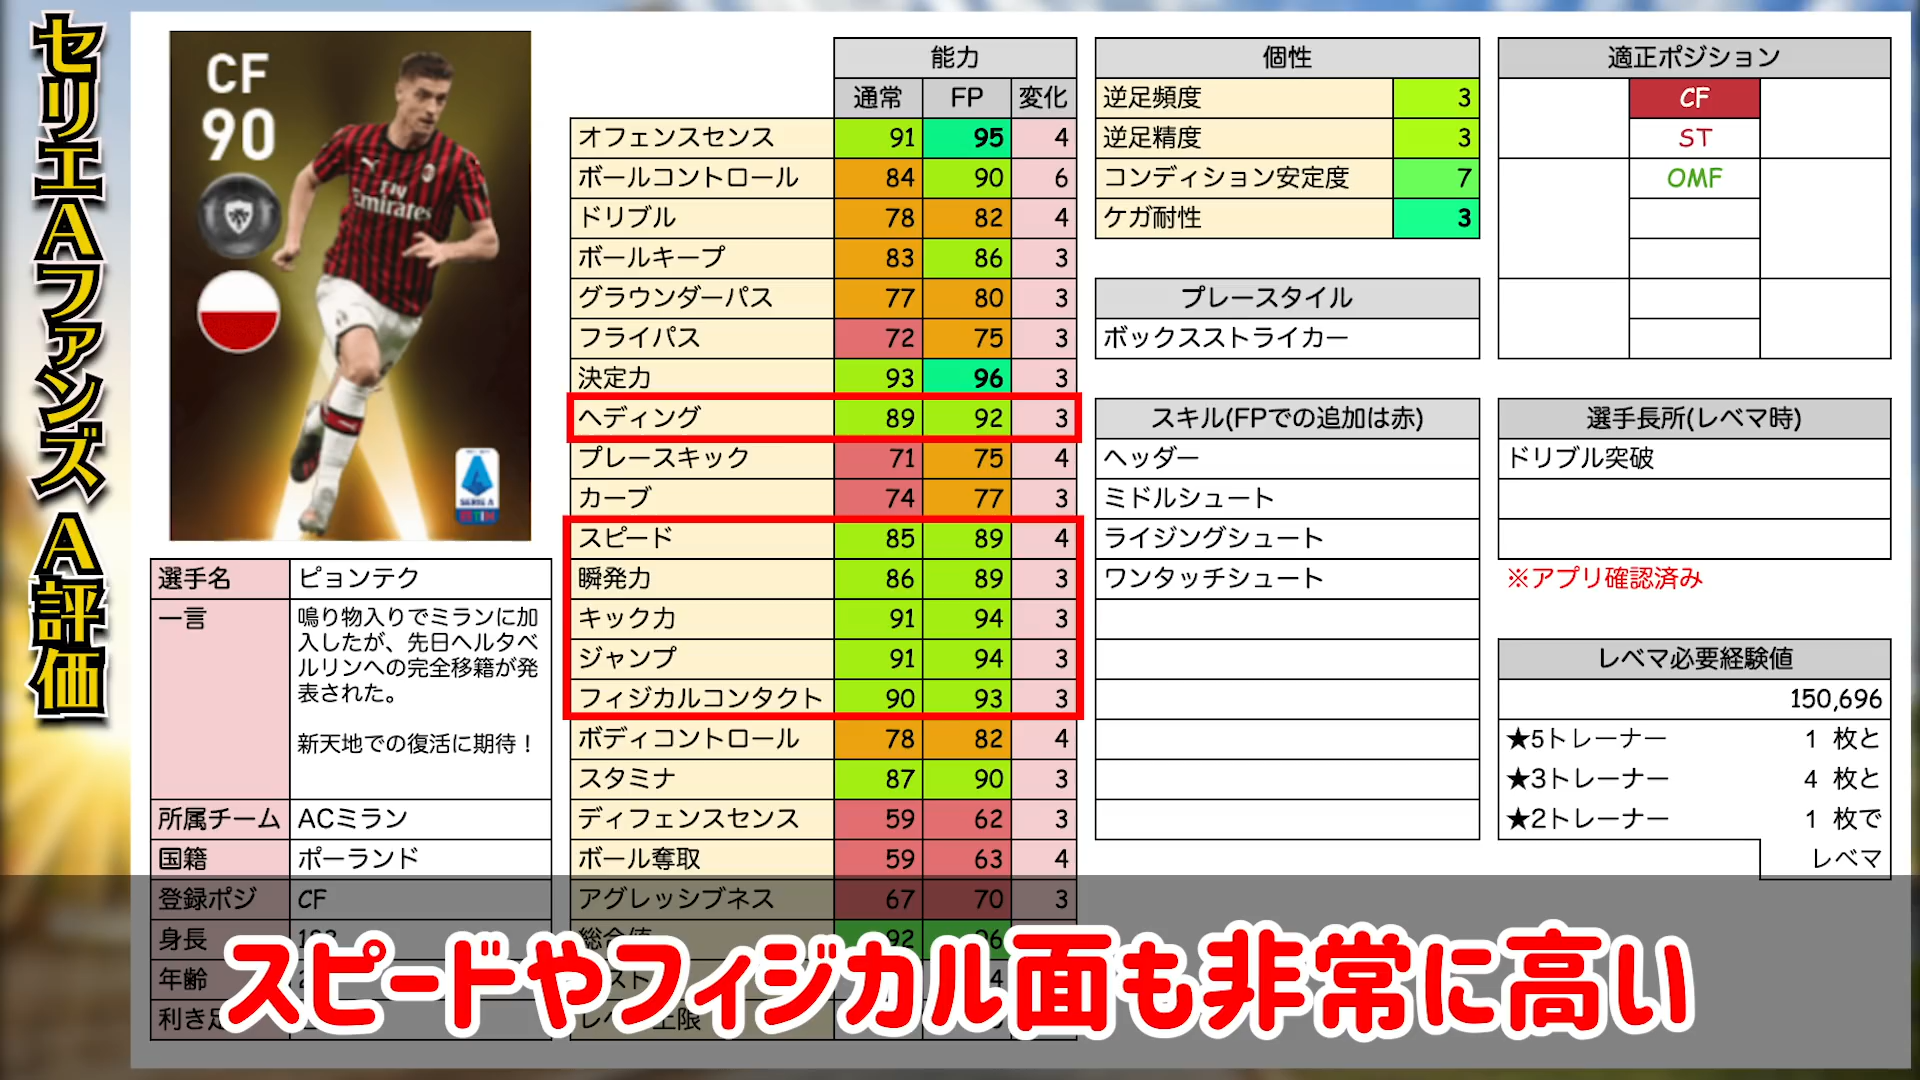 セリエAファンズ A評価
CF
90
Fly
Emirates
SERIE A
選手名 ピョンテク
一言 鳴り物入りでミランに加
入したが、先日ヘルタベ
ルリンへの完全移籍が発
表された。
新天地での復活に期待！
所属チーム ACミラン
国籍 ポーランド
登録ポジ CF
身長
年齢
能力
通常 FP 変化
オフェンスセンス 91 95 4
ボールコントロール 84 90 6
ドリブル 78 82 4
ボールキープ 83 86 3
グラウンダーパス 77 80 3
フライパス 72 75 3
決定力 93 96 3
ヘディング 89 92 3
プレースキック 71 75 4
カーブ 74 77 3
スピード 85 89 4
瞬発力 86 89 3
キック力 91 94 3
ジャンプ 91 94 3
フィジカルコンタクト 90 93 3
ボディコントロール 78 82 4
スタミナ 87 90 3
ディフェンスセンス 59 62 3
ボール奪取 59 63 4
アグレッシブネス 67 70 3
総合値 92
個性
逆足頻度 3
逆足精度 3
コンディション安定度 7
ケガ耐性 3
プレースタイル
ボックスストライカー
スキル(FPでの追加は赤)
ヘッダー
ミドルシュート
ライジングシュート
ワンタッチシュート
適正ポジション
CF
ST
OMF
選手長所(レベマ時)
ドリブル突破
※アプリ確認済み
レベマ必要経験値
150,696
★5トレーナー 1 枚と
★3トレーナー 4 枚と
★2トレーナー 1 枚で
レベマ
スピードやフィジカル面も非常に高い